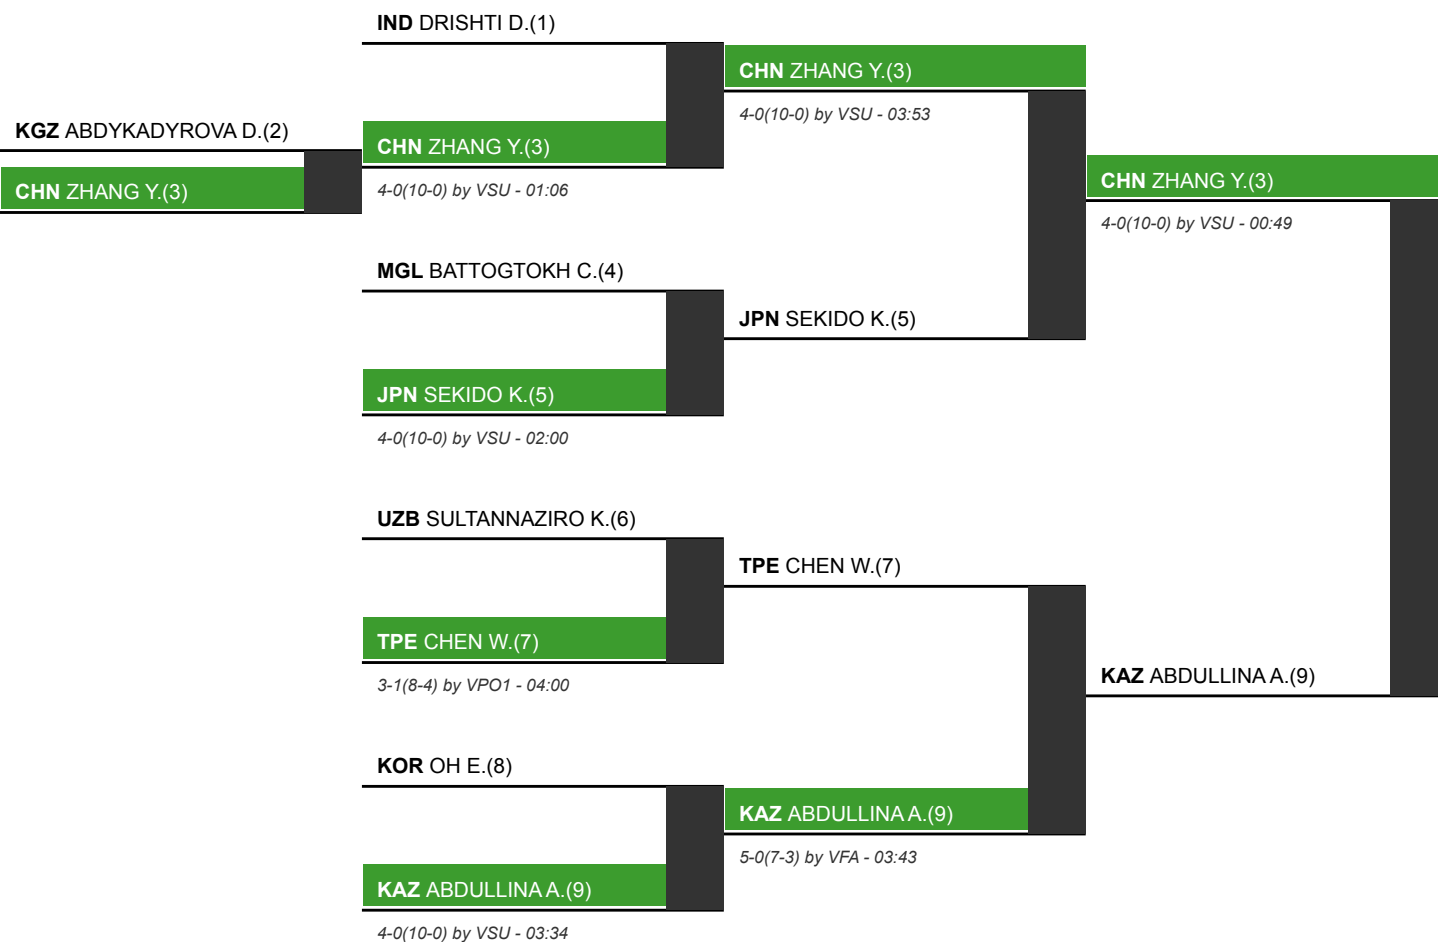 KGZ ABDYKADYROVA D.(2)
CHN ZHANG Y.(3)
IND DRISHTI D.(1)
CHN ZHANG Y.(3)
4-0(10-0) by VSU - 01:06
MGL BATTOGTOKH C.(4)
JPN SEKIDO K.(5)
4-0(10-0) by VSU - 02:00
UZB SULTANNAZIRO K.(6)
TPE CHEN W.(7)
3-1(8-4) by VPO1 - 04:00
KOR OH E.(8)
KAZ ABDULLINA A.(9)
4-0(10-0) by VSU - 03:34
CHN ZHANG Y.(3)
4-0(10-0) by VSU - 03:53
JPN SEKIDO K.(5)
TPE CHEN W.(7)
KAZ ABDULLINA A.(9)
5-0(7-3) by VFA - 03:43
CHN ZHANG Y.(3)
4-0(10-0) by VSU - 00:49
KAZ ABDULLINA A.(9)